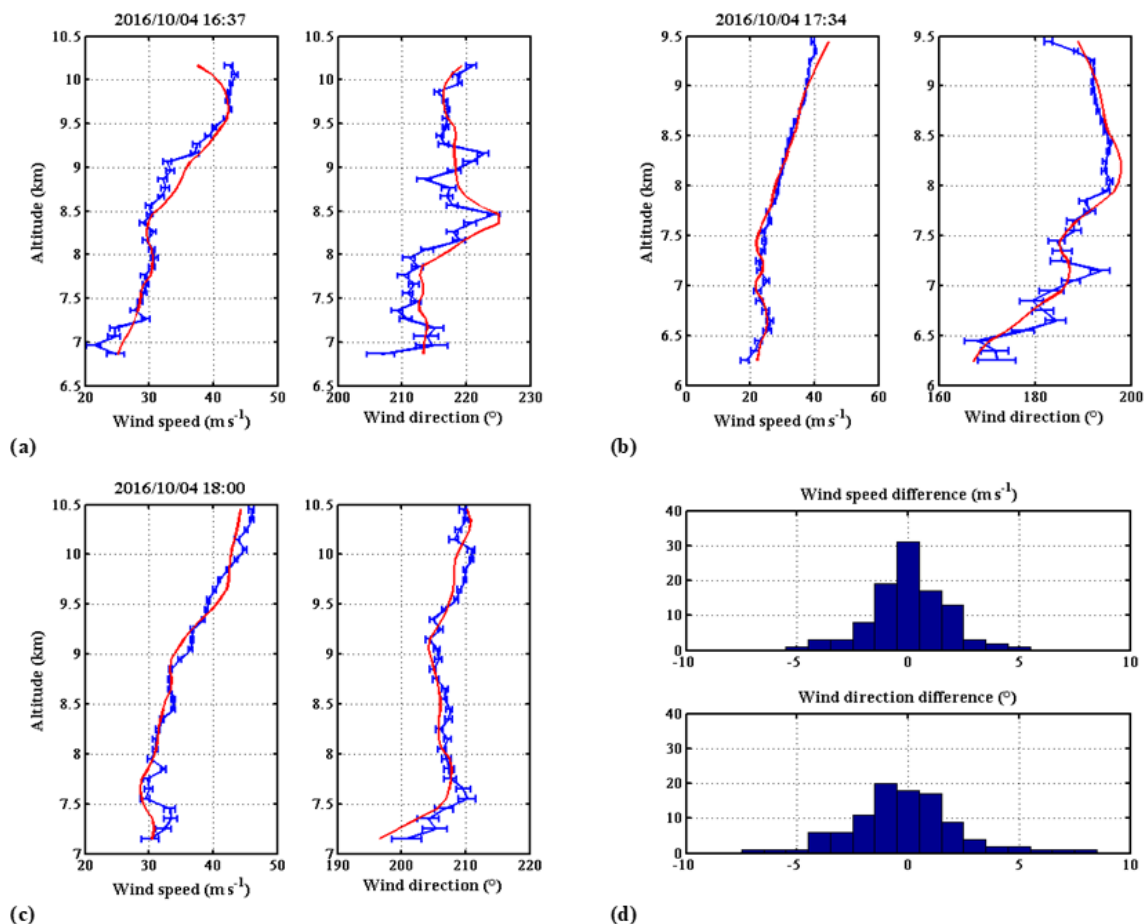 2016/10/04 16:37
10.5
10
9.5
9
8.5
8
7.5
7
6.5
Altitude (km)
20 30 40 50
Wind speed (m s⁻¹)
10.5
10
9.5
9
8.5
8
7.5
7
6.5
200 210 220 230
Wind direction (°)
(a)
2016/10/04 17:34
9.5
9
8.5
8
7.5
7
6.5
6
Altitude (km)
0 20 40 60
Wind speed (m s⁻¹)
9.5
9
8.5
8
7.5
7
6.5
6
160 180 200
Wind direction (°)
(b)
2016/10/04 18:00
10.5
10
9.5
9
8.5
8
7.5
7
Altitude (km)
20 30 40 50
Wind speed (m s⁻¹)
10.5
10
9.5
9
8.5
8
7.5
7
190 200 210 220
Wind direction (°)
(c)
Wind speed difference (m s⁻¹)
40
30
20
10
0
-10 -5 0 5 10
Wind direction difference (°)
40
30
20
10
0
-10 -5 0 5 10
(d)